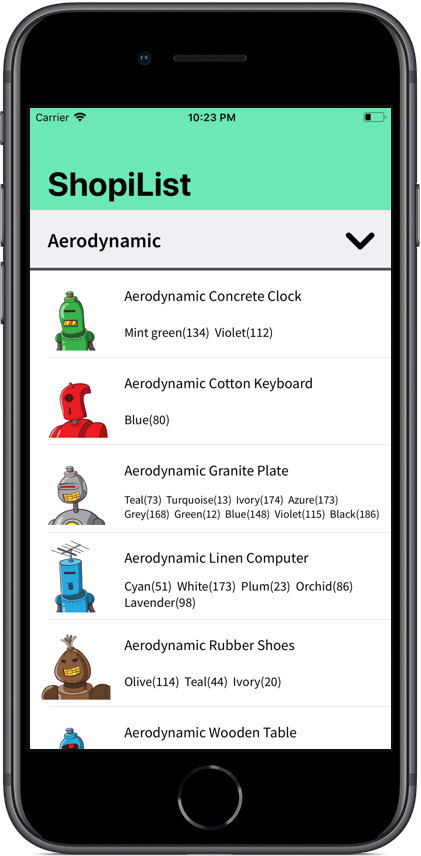 Carrier 10:23 PM
ShopiList
Aerodynamic
Aerodynamic Concrete Clock
Mint green(134) Violet(112)
Aerodynamic Cotton Keyboard
Blue(80)
Aerodynamic Granite Plate
Teal(73) Turquoise(13) Ivory(174) Azure(173)
Grey(168) Green(12) Blue(148) Violet(115) Black(186)
Aerodynamic Linen Computer
Cyan(51) White(173) Plum(23) Orchid(86)
Lavender(98)
Aerodynamic Rubber Shoes
Olive(114) Teal(44) Ivory(20)
Aerodynamic Wooden Table